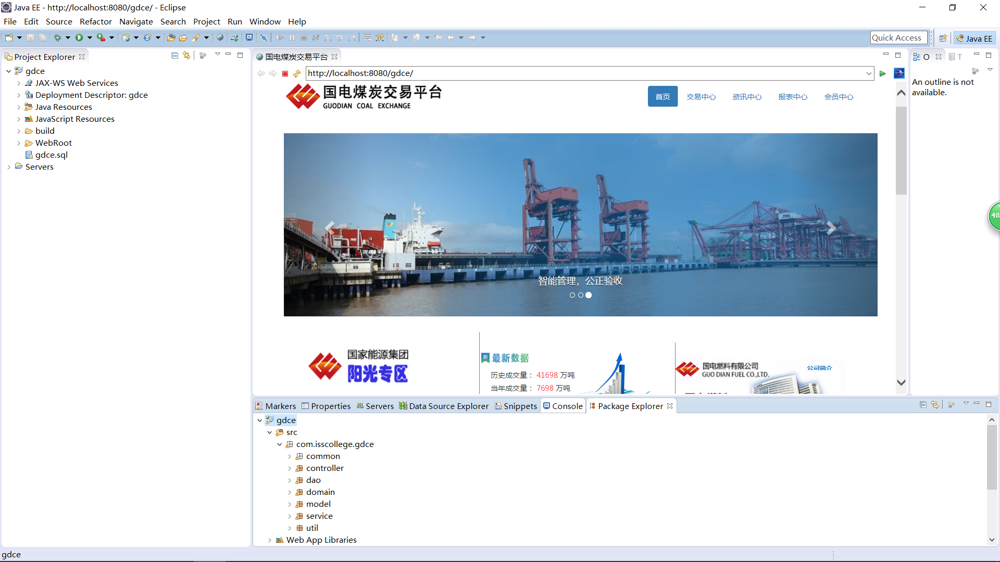 Java EE - http://localhost:8080/gdce/ - Eclipse
File Edit Source Refactor Navigate Search Project Run Window Help
Quick Access
Java EE
Project Explorer
gdce
JAX-WS Web Services
Deployment Descriptor: gdce
Java Resources
JavaScript Resources
build
WebRoot
gdce.sql
Servers
国电煤炭交易平台
http://localhost:8080/gdce/
国电煤炭交易平台
GUODIAN COAL EXCHANGE
首页 交易中心 资讯中心 报表中心 会员中心
智能管理，公正验收
国家能源集团
阳光专区
新 最新数据
历史成交量： 41698 万吨
当年成交量： 7698 万吨
国电燃料有限公司
GUO DIAN FUEL CO.,LTD.
公司简介
O
T
An outline is not
available.
48
Markers Properties Servers Data Source Explorer Snippets Console Package Explorer
gdce
src
com.isscollege.gdce
common
controller
dao
domain
model
service
util
Web App Libraries
gdce